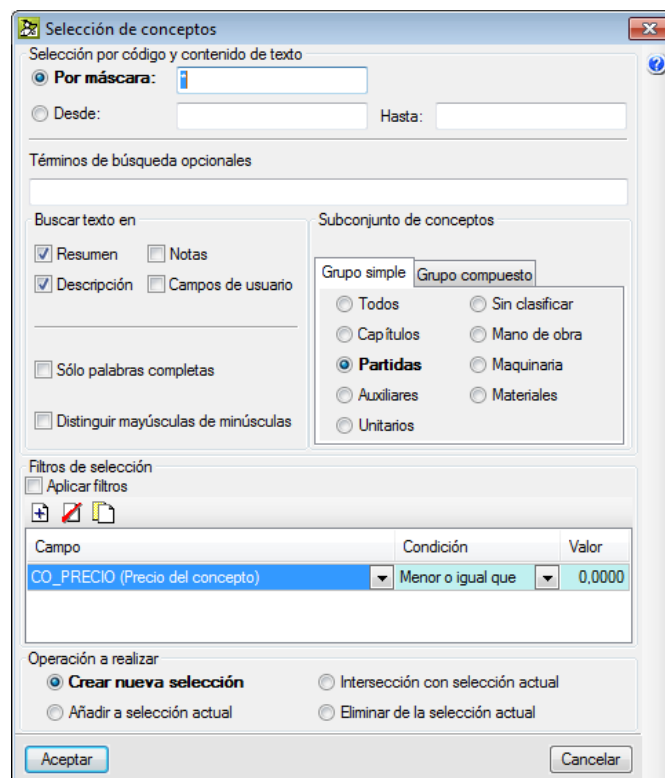 Selección de conceptos
Selección por código y contenido de texto
Por máscara: *
Desde: Hasta:
Términos de búsqueda opcionales
Buscar texto en
Resumen Notas
Descripción Campos de usuario
Sólo palabras completas
Distinguir mayúsculas de minúsculas
Subconjunto de conceptos
Grupo simple Grupo compuesto
Todos Sin clasificar
Capítulos Mano de obra
Partidas Maquinaria
Auxiliares Materiales
Unitarios
Filtros de selección
Aplicar filtros
Campo Condición Valor
CO_PRECIO (Precio del concepto) Menor o igual que 0,0000
Operación a realizar
Crear nueva selección Intersección con selección actual
Añadir a selección actual Eliminar de la selección actual
Aceptar Cancelar